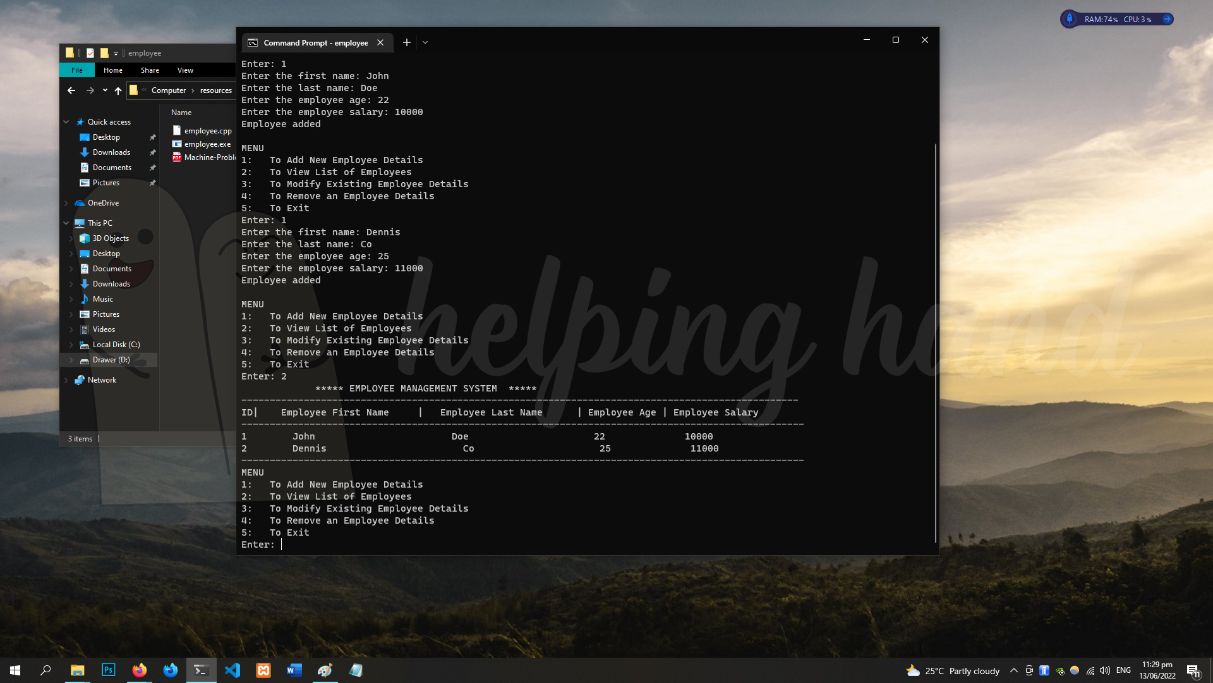 RAM:74% CPU:3%
employee
File Home Share View
Computer › resources
Name
Quick access
Desktop
Downloads
Documents
Pictures
OneDrive
This PC
3D Objects
Desktop
Documents
Downloads
Music
Pictures
Videos
Local Disk (C:)
Drawer (D:)
Network
employee.cpp
employee.exe
3 items
Command Prompt - employee
Enter: 1
Enter the first name: John
Enter the last name: Doe
Enter the employee age: 22
Enter the employee salary: 10000
Employee added
MENU
1: To Add New Employee Details
2: To View List of Employees
3: To Modify Existing Employee Details
4: To Remove an Employee Details
5: To Exit
Enter: 1
Enter the first name: Dennis
Enter the last name: Co
Enter the employee age: 25
Enter the employee salary: 11000
Employee added
MENU
1: To Add New Employee Details
2: To View List of Employees
3: To Modify Existing Employee Details
4: To Remove an Employee Details
5: To Exit
Enter: 2
***** EMPLOYEE MANAGEMENT SYSTEM *****
ID| Employee First Name | Employee Last Name | Employee Age | Employee Salary
1 John Doe 22 10000
2 Dennis Co 25 11000
MENU
1: To Add New Employee Details
2: To View List of Employees
3: To Modify Existing Employee Details
4: To Remove an Employee Details
5: To Exit
Enter:
helping hand
Ps
25°C Partly cloudy
ENG
11:29 pm
13/06/2022